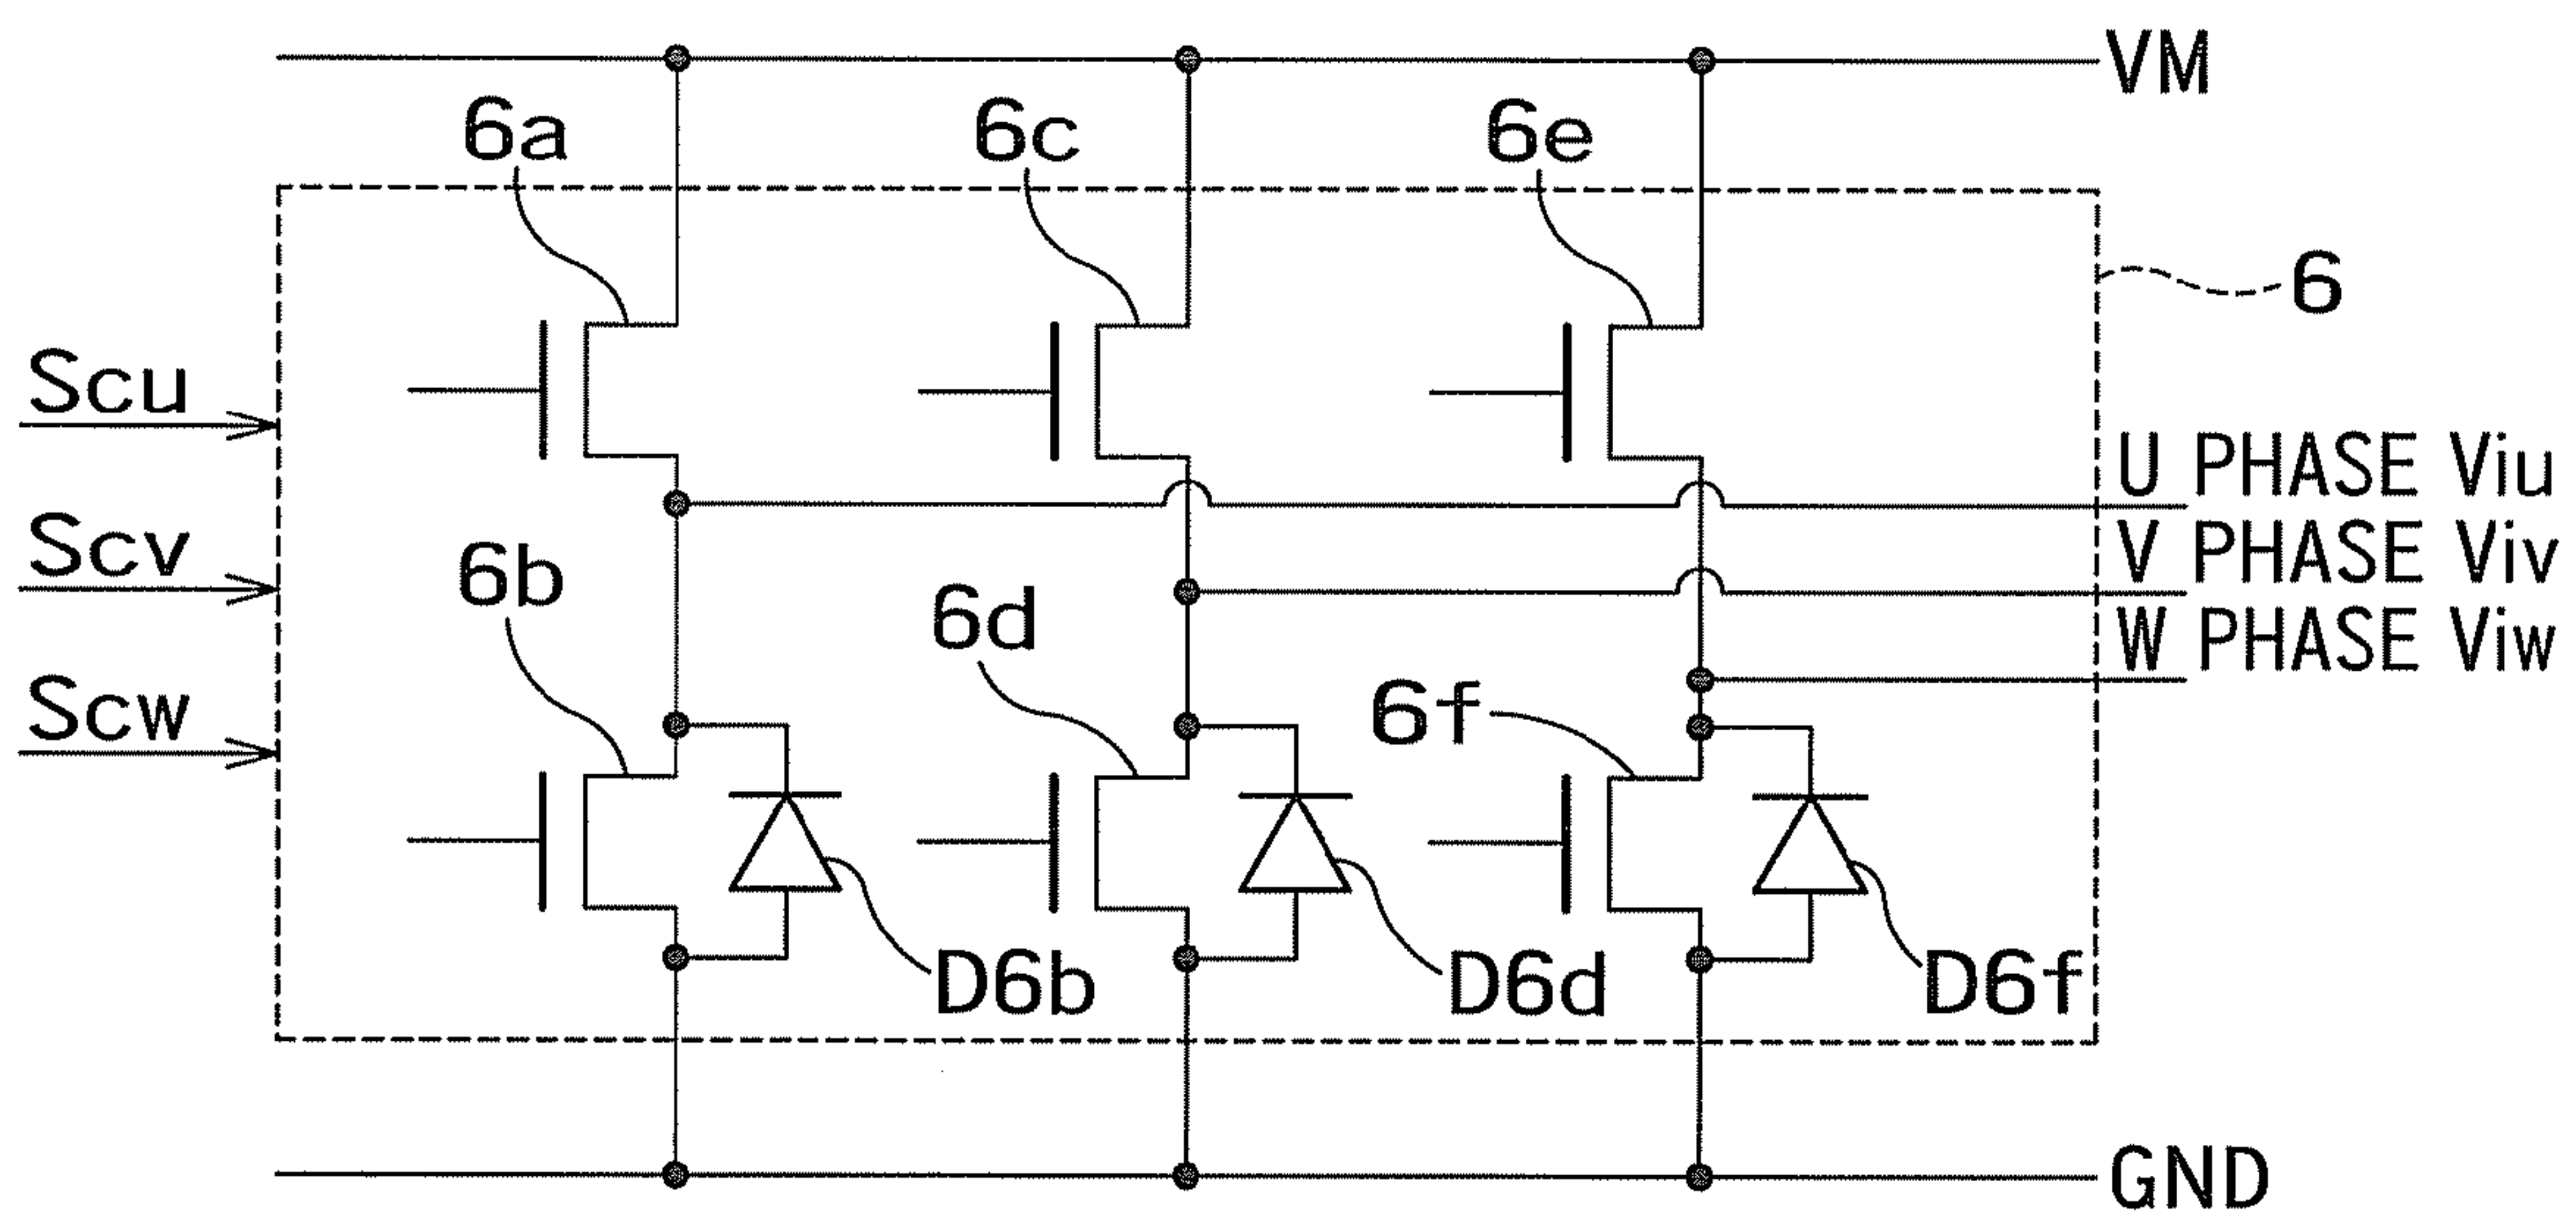 VM
6a
6c
6e
6
Scu
U PHASE Viu
Scv
V PHASE Viv
6b
6d
W PHASE Viw
Scw
6f
D6b
D6d
D6f
GND